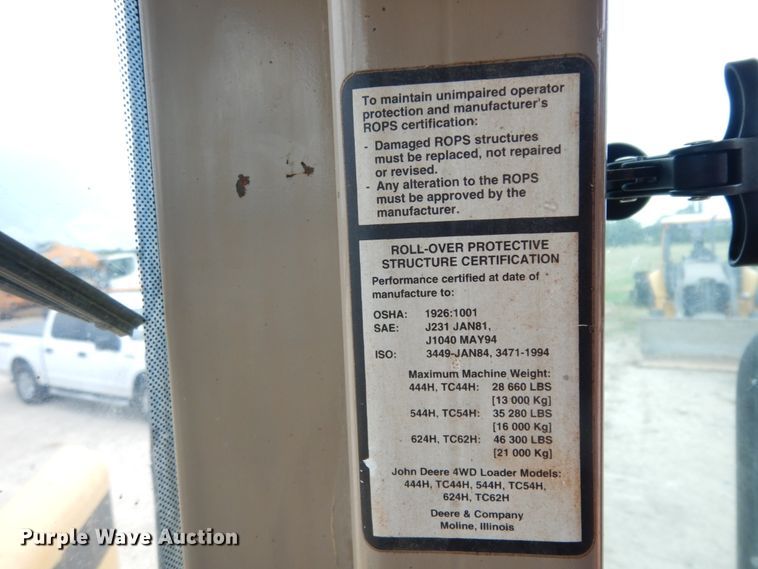 To maintain unimpaired operator
protection and manufacturer's
ROPS certification:
- Damaged ROPS structures
must be replaced, not repaired
or revised.
- Any alteration to the ROPS
must be approved by the
manufacturer.
ROLL-OVER PROTECTIVE
STRUCTURE CERTIFICATION
Performance certified at date of
manufacture to:
OSHA: 1926:1001
SAE: J231 JAN81,
J1040 MAY94
ISO: 3449-JAN84, 3471-1994
Maximum Machine Weight:
444H, TC44H: 28 660 LBS
[13 000 Kg]
544H, TC54H: 35 280 LBS
[16 000 Kg]
624H, TC62H: 46 300 LBS
[21 000 Kg]
John Deere 4WD Loader Models:
444H, TC44H, 544H, TC54H,
624H, TC62H
Deere & Company
Moline, Illinois
Purple Wave Auction